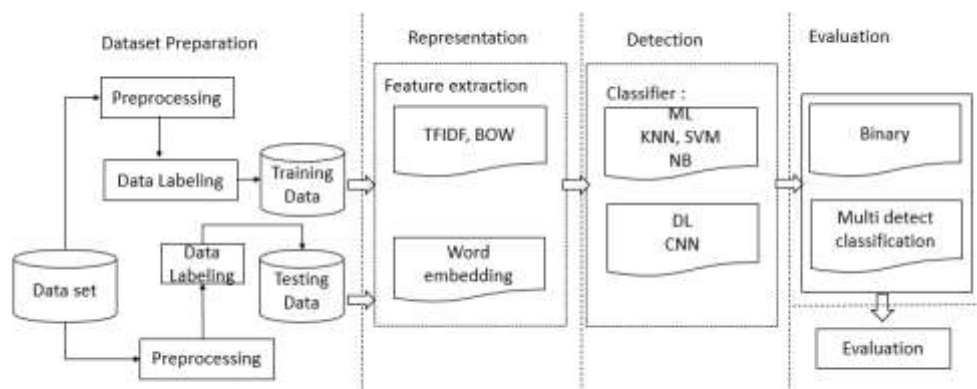 Dataset Preparation
Representation
Detection
Evaluation
Preprocessing
Data Labeling
Training
Data
Data set
Data
Labeling
Testing
Data
Preprocessing
Feature extraction
TFIDF, BOW
Word
embedding
Classifier :
ML
KNN, SVM
NB
DL
CNN
Binary
Multi detect
classification
Evaluation